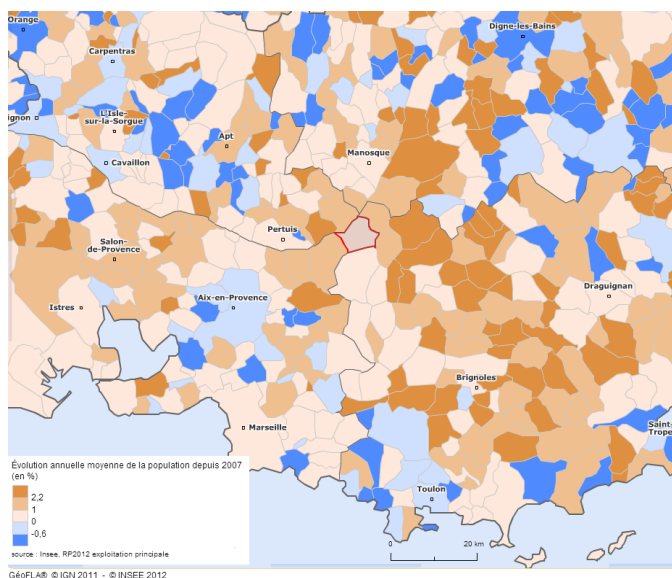 Orange
Digne-les-Bains
Carpentras
L'Isle-
sur-la-Sorgue
ignon
Apt
Manosque
Cavaillon
Pertuis
Salon-
de-Provence
Draguignan
Istres
Aix-en-Provence
Brignoles
Marseille
Saint-
Trope
Toulon
Évolution annuelle moyenne de la population depuis 2007
(en %)
2,2
1
0
-0,6
source : Insee, RP2012 exploitation principale
0 20 km
GéoFLA® © IGN 2011 - © INSEE 2012